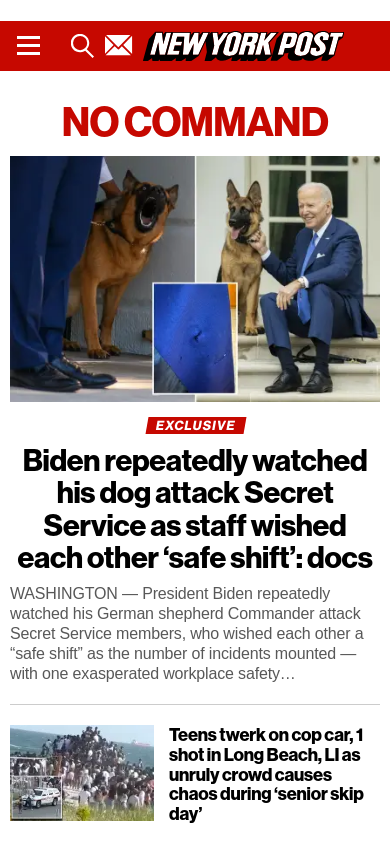 NEW YORK POST
NO COMMAND
EXCLUSIVE
Biden repeatedly watched
his dog attack Secret
Service as staff wished
each other ‘safe shift’: docs
WASHINGTON — President Biden repeatedly
watched his German shepherd Commander attack
Secret Service members, who wished each other a
“safe shift” as the number of incidents mounted —
with one exasperated workplace safety…
Teens twerk on cop car, 1
shot in Long Beach, LI as
unruly crowd causes
chaos during ‘senior skip
day’